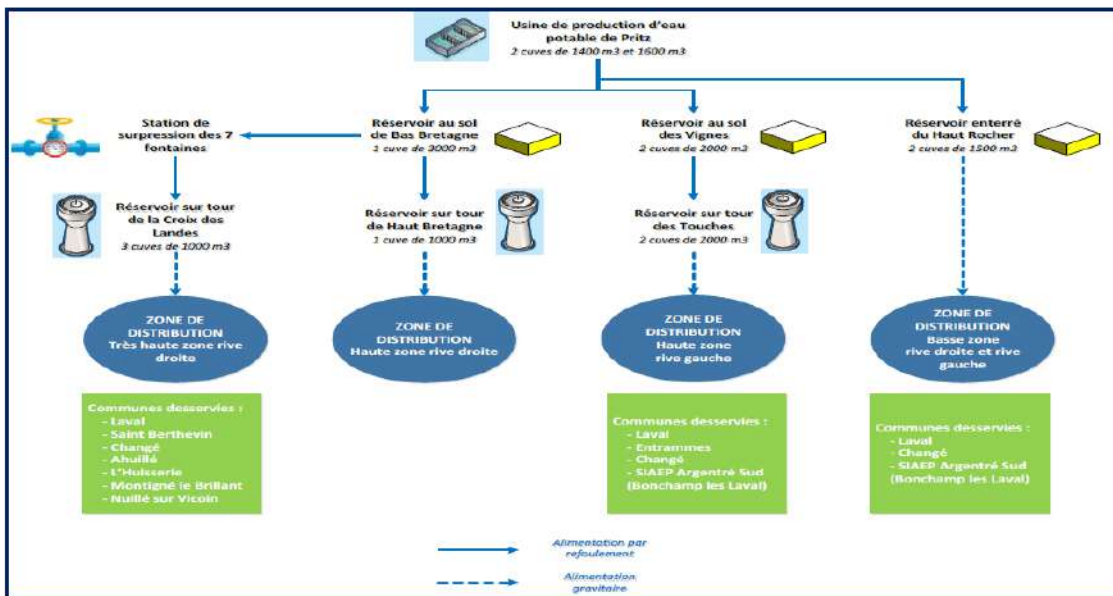 Usine de production d'eau
potable de Pritz
2 cuves de 1400 m3 et 1600 m3
Station de
surpression des 7
fontaines
Réservoir au sol
de Bas Bretagne
1 cuve de 3000 m3
Réservoir au sol
des Vignes
2 cuves de 2000 m3
Réservoir enterré
du Haut Rocher
2 cuves de 1500 m3
Réservoir sur tour
de la Croix des
Landes
3 cuves de 1000 m3
Réservoir sur tour
de Haut Bretagne
1 cuve de 1000 m3
Réservoir sur tour
des Touches
2 cuves de 2000 m3
ZONE DE
DISTRIBUTION
Très haute zone rive
droite
ZONE DE
DISTRIBUTION
Haute zone rive droite
ZONE DE
DISTRIBUTION
Haute zone
rive gauche
ZONE DE
DISTRIBUTION
Basse zone
rive droite et rive
gauche
Communes desservies :
- Laval
- Saint Berthevin
- Changé
- Ahuillé
- L'Huisserie
- Montigné le Brillant
- Nuillé sur Vicoin
Communes desservies :
- Laval
- Entrammes
- Changé
- SIAEP Argentré Sud
(Bonchamp les Laval)
Communes desservies :
- Laval
- Changé
- SIAEP Argentré Sud
(Bonchamp les Laval)
Alimentation par
refoulement
Alimentation
gravitaire